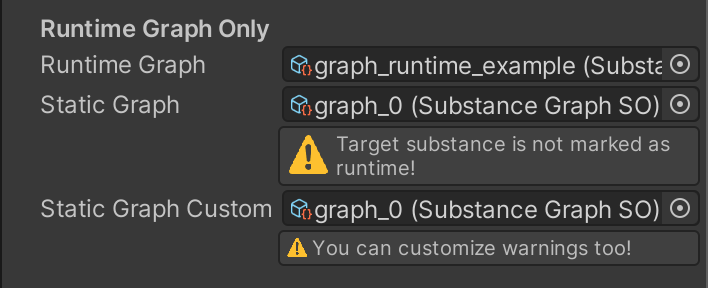 Runtime Graph Only
Runtime Graph graph_runtime_example (Substa
Static Graph graph_0 (Substance Graph SO)
Target substance is not marked as
runtime!
Static Graph Custom graph_0 (Substance Graph SO)
You can customize warnings too!